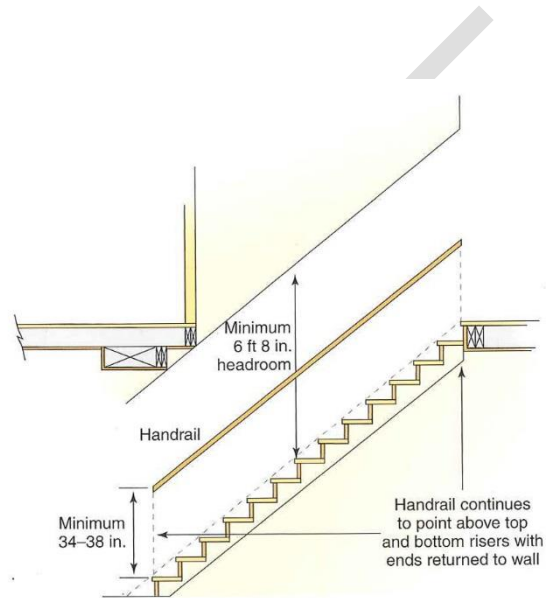 Minimum
6 ft 8 in.
headroom
Handrail
Minimum
34–38 in.
Handrail continues
to point above top
and bottom risers with
ends returned to wall